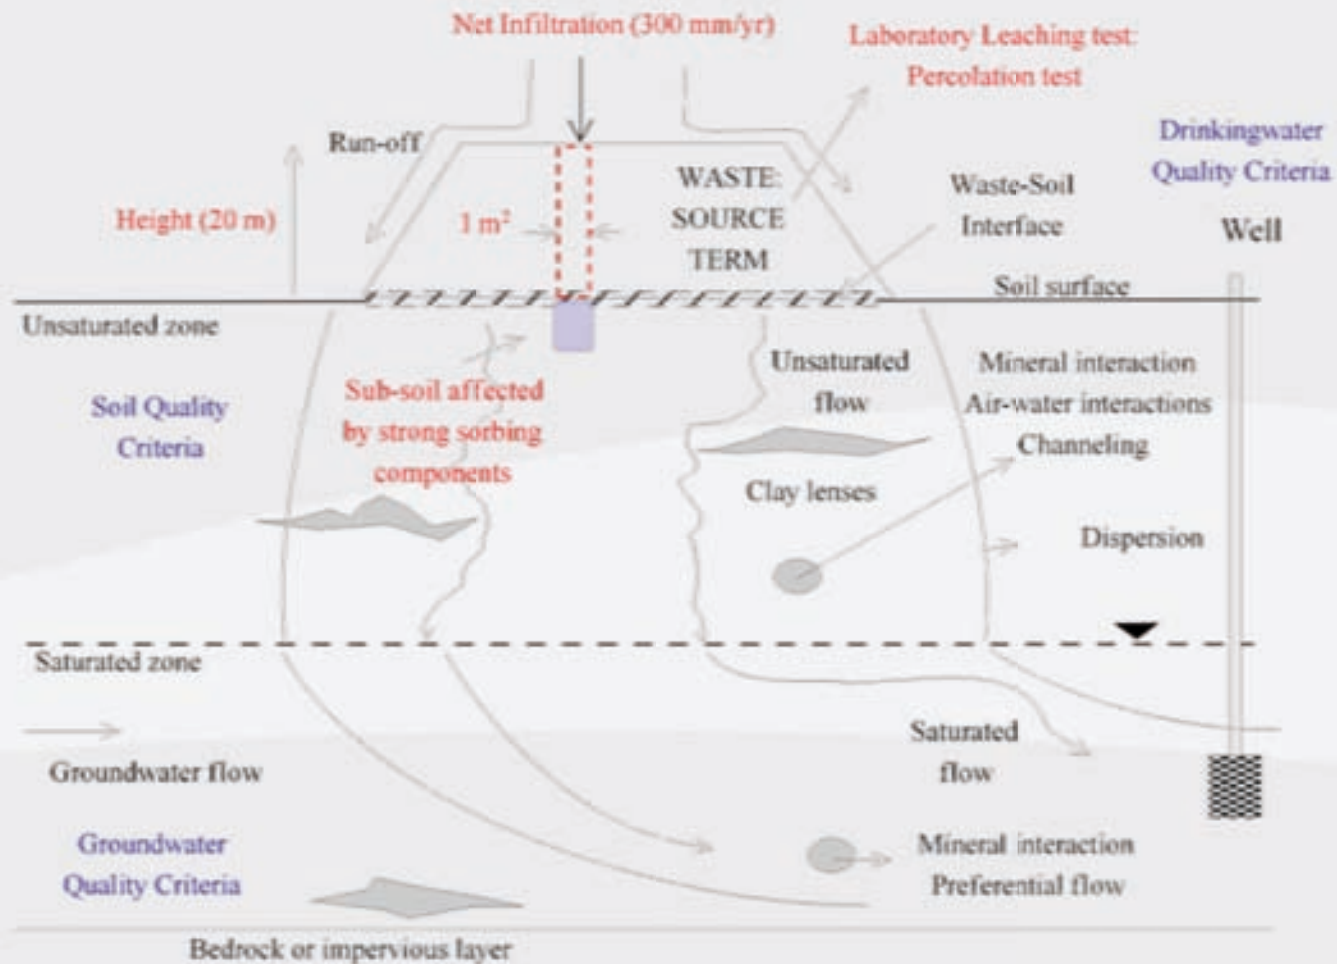 Net Infiltration (300 mm/yr)
Laboratory Leaching test:
Percolation test
Run-off
Drinkingwater
Quality Criteria
WASTE:
SOURCE
TERM
Waste-Soil
Interface
Height (20 m)
1 m²
Well
Soil surface
Unsaturated zone
Unsaturated
flow
Mineral interaction
Air-water interactions
Channeling
Sub-soil affected
by strong sorbing
components
Soil Quality
Criteria
Clay lenses
Dispersion
Saturated zone
Saturated
flow
Groundwater flow
Groundwater
Quality Criteria
Mineral interaction
Preferential flow
Bedrock or impervious layer